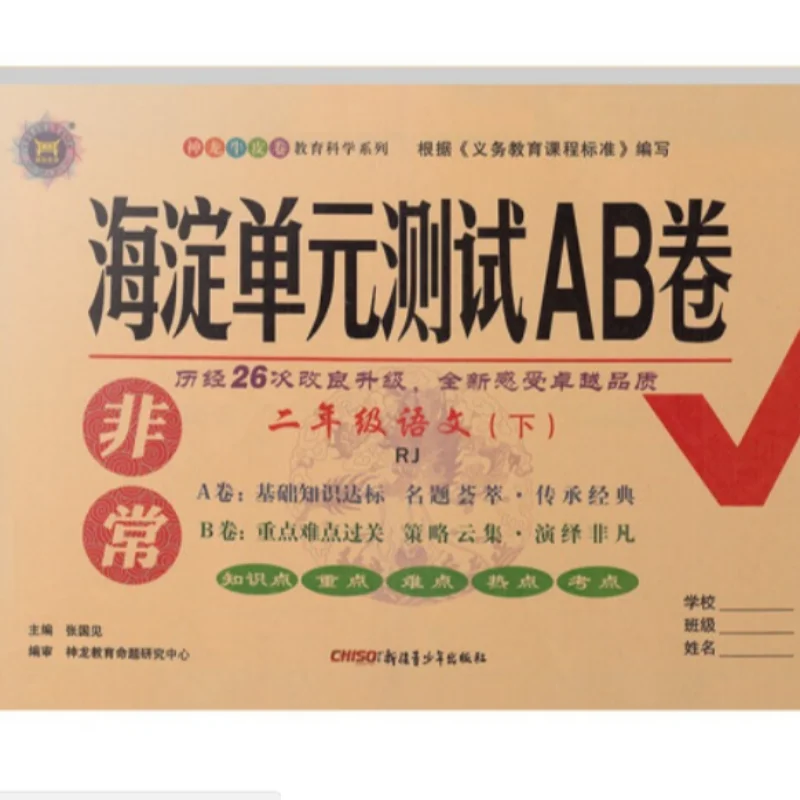 神龙牛皮卷 教育科学系列 根据《义务教育课程标准》编写
海淀单元测试AB卷
历经26次改良升级，全新感受卓越品质
非常
二年级语文(下)
RJ
A卷：基础知识达标 名题荟萃·传承经典
B卷：重点难点过关 策略云集·演绎非凡
知识点 重点 难点 热点 考点
学校
班级
姓名
主编 张国见
编审 神龙教育命题研究中心
CHISO 新疆青少年出版社